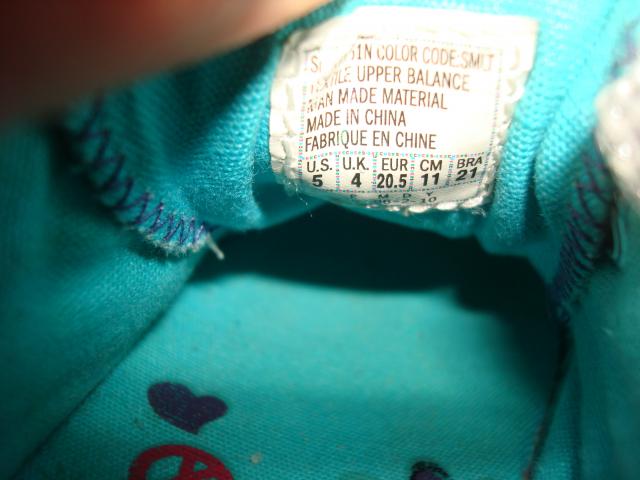 COLOR CODE:SMLT
UPPER BALANCE
MAN MADE MATERIAL
MADE IN CHINA
FABRIQUE EN CHINE
U.S. U.K. EUR CM BRA
5 4 20.5 11 21